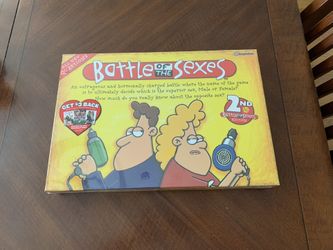 Battle OF THE Sexes
An outrageous and hormonally charged battle where the name of the game
is to ultimately decide which is the superior sex, Male or Female?
How much do you really know about the opposite sex?
GET $3 BACK
2ND